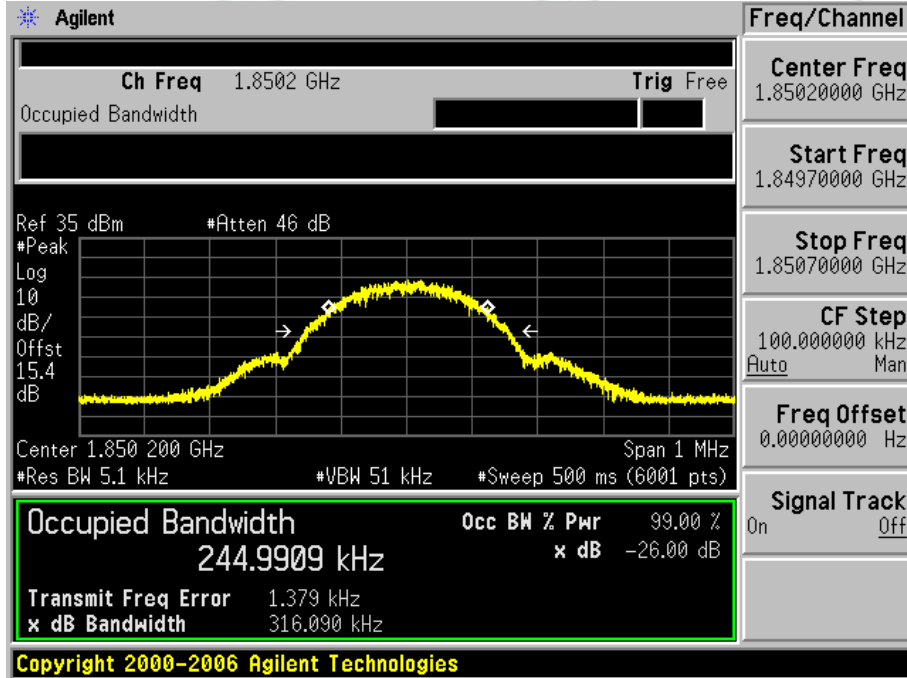 Agilent
Freq/Channel
Ch Freq 1.8502 GHz Trig Free
Occupied Bandwidth
Center Freq
1.85020000 GHz
Start Freq
1.84970000 GHz
Stop Freq
1.85070000 GHz
CF Step
100.000000 kHz
Auto Man
Freq Offset
0.00000000 Hz
Signal Track
On Off
Ref 35 dBm #Atten 46 dB
#Peak
Log
10
dB/
Offst
15.4
dB
Center 1.850 200 GHz Span 1 MHz
#Res BW 5.1 kHz #VBW 51 kHz #Sweep 500 ms (6001 pts)
Occupied Bandwidth
244.9909 kHz
Occ BW % Pwr 99.00 %
x dB -26.00 dB
Transmit Freq Error 1.379 kHz
x dB Bandwidth 316.090 kHz
Copyright 2000-2006 Agilent Technologies